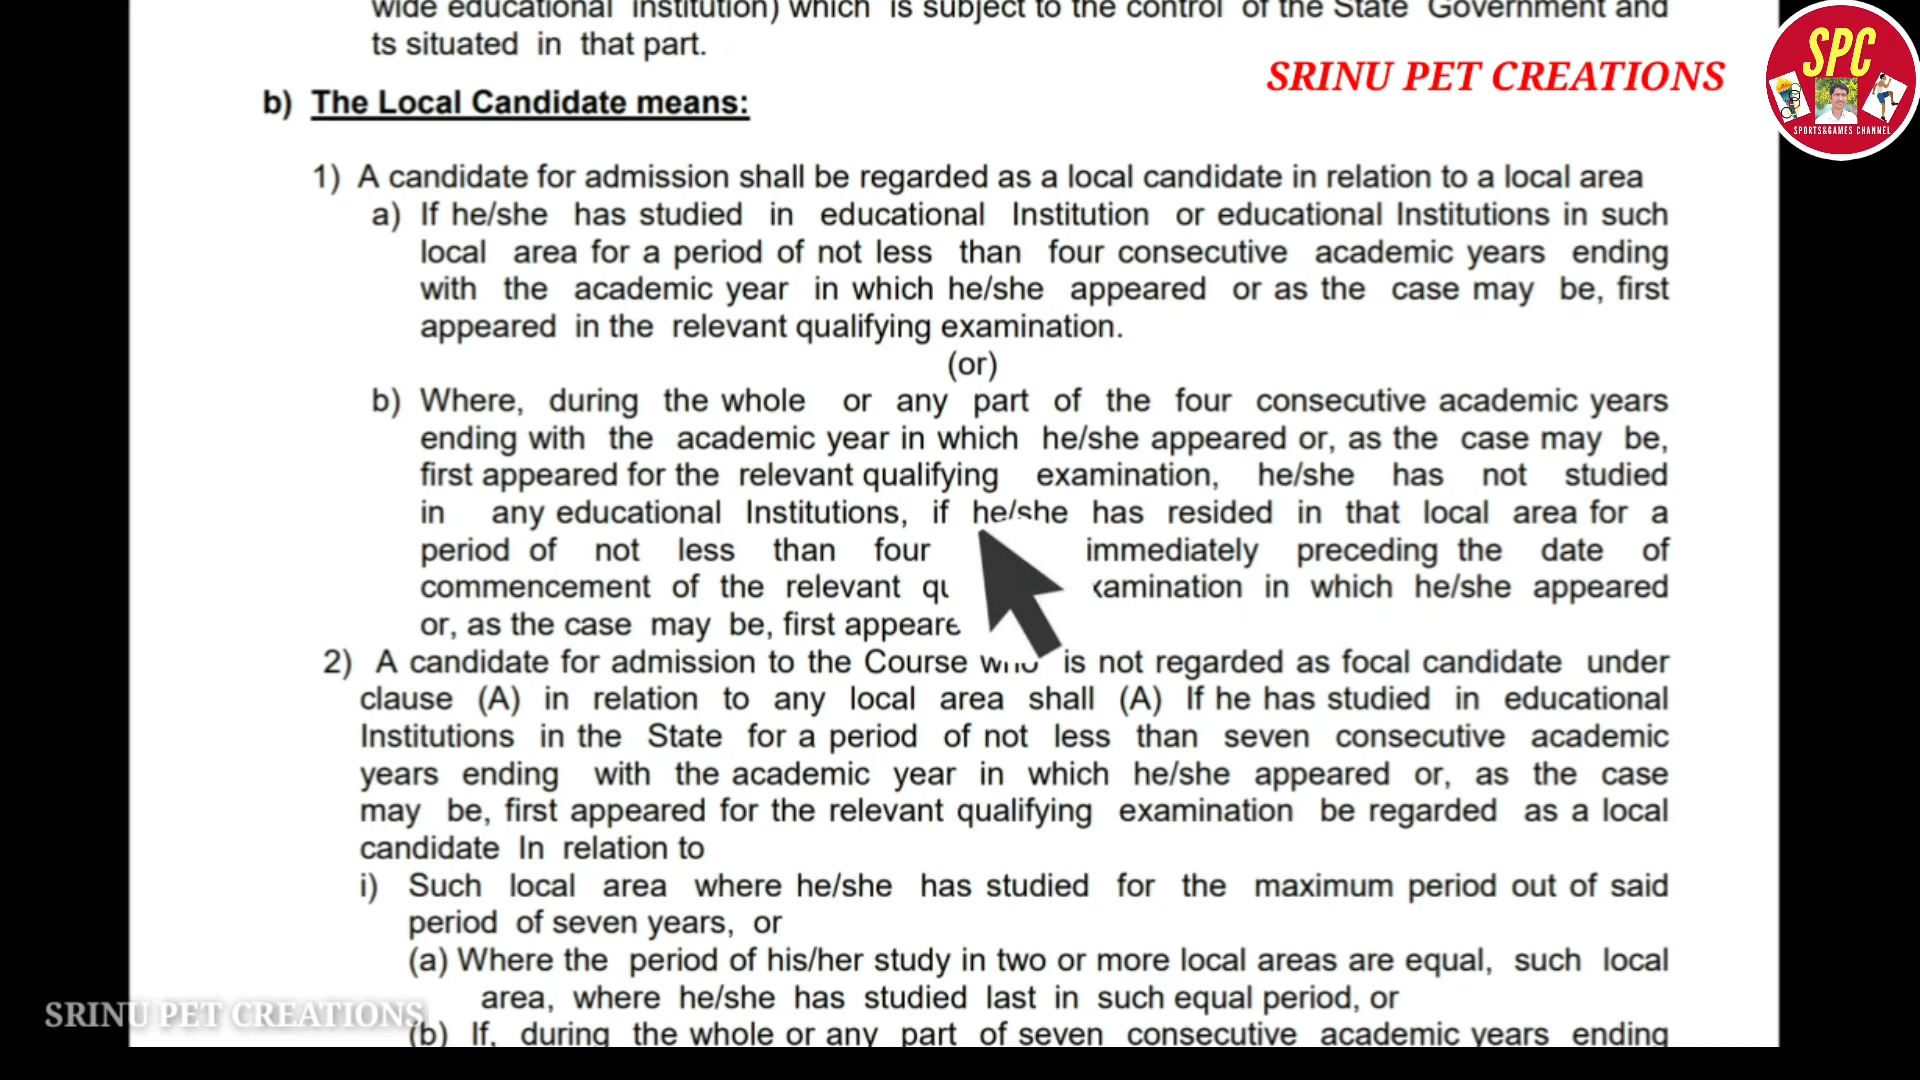 wide educational institution) which is subject to the control of the State Government and
ts situated in that part.
SRINU PET CREATIONS
SPC
SPORTS&GAMES CHANNEL
b) The Local Candidate means:
1) A candidate for admission shall be regarded as a local candidate in relation to a local area
a) If he/she has studied in educational Institution or educational Institutions in such
local area for a period of not less than four consecutive academic years ending
with the academic year in which he/she appeared or as the case may be, first
appeared in the relevant qualifying examination.
(or)
b) Where, during the whole or any part of the four consecutive academic years
ending with the academic year in which he/she appeared or, as the case may be,
first appeared for the relevant qualifying examination, he/she has not studied
in any educational Institutions, if he/she has resided in that local area for a
period of not less than four immediately preceding the date of
commencement of the relevant in which he/she appeared
or, as the case may be, first
2) A candidate for admission to the Course who is not regarded as focal candidate under
clause (A) in relation to any local area shall (A) If he has studied in educational
Institutions in the State for a period of not less than seven consecutive academic
years ending with the academic year in which he/she appeared or, as the case
may be, first appeared for the relevant qualifying examination be regarded as a local
candidate In relation to
i) Such local area where he/she has studied for the maximum period out of said
period of seven years, or
(a) Where the period of his/her study in two or more local areas are equal, such local
area, where he/she has studied last in such equal period, or
SRINU PET CREATIONS
(b) If, during the whole or any part of seven consecutive academic years ending